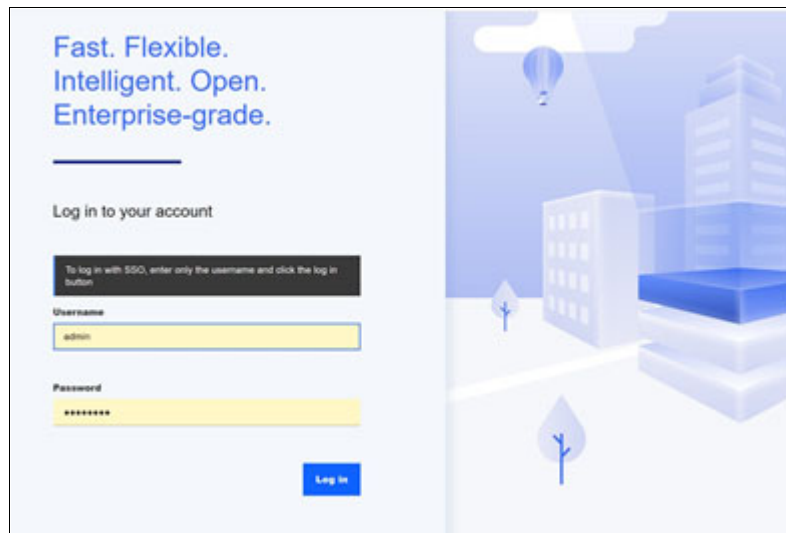 Fast. Flexible.
Intelligent. Open.
Enterprise-grade.
Log in to your account
To log in with SSO, enter only the username and click the log in
button
Username
admin
Password
••••••••
Log in